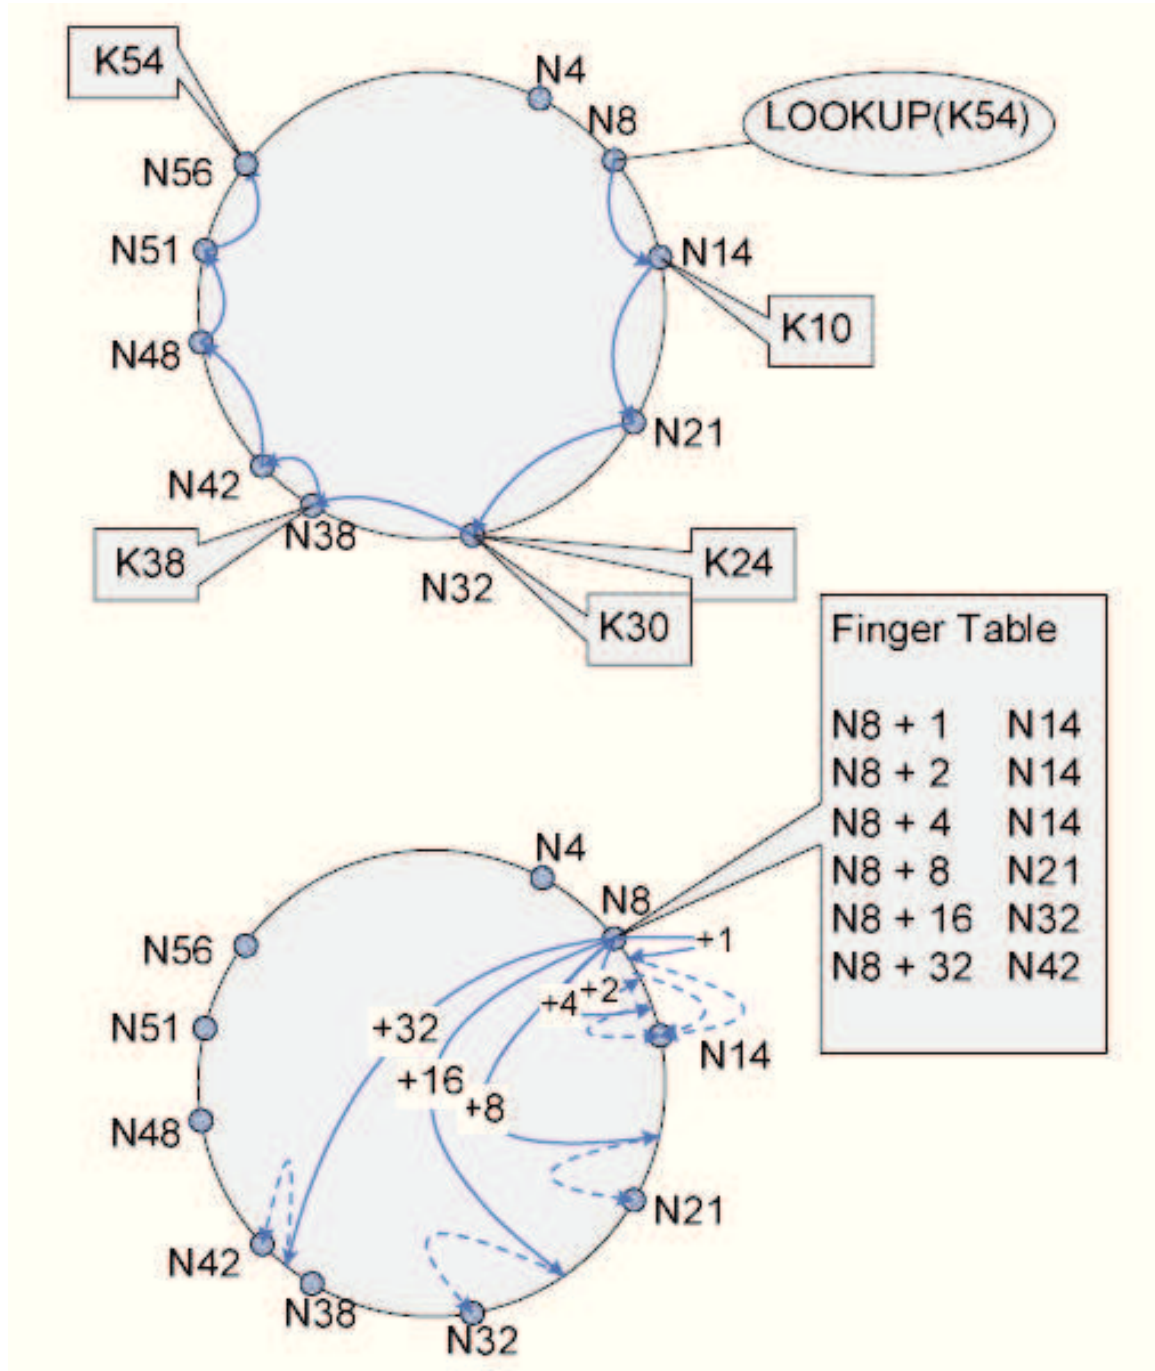 K54
N4
N8
LOOKUP(K54)
N56
N51
N14
K10
N48
N21
N42
N38
K38
N32
K24
K30
Finger Table
N8 + 1 N14
N8 + 2 N14
N8 + 4 N14
N8 + 8 N21
N8 + 16 N32
N8 + 32 N42
N4
N8
N56
+1
+2
+4
N51
+32
N14
+16
+8
N48
N21
N42
N38
N32